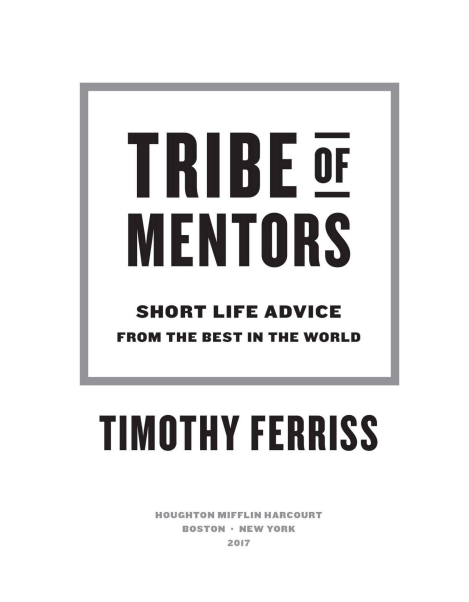 TRIBE OF
MENTORS
SHORT LIFE ADVICE
FROM THE BEST IN THE WORLD
TIMOTHY FERRISS
HOUGHTON MIFFLIN HARCOURT
BOSTON · NEW YORK
2017